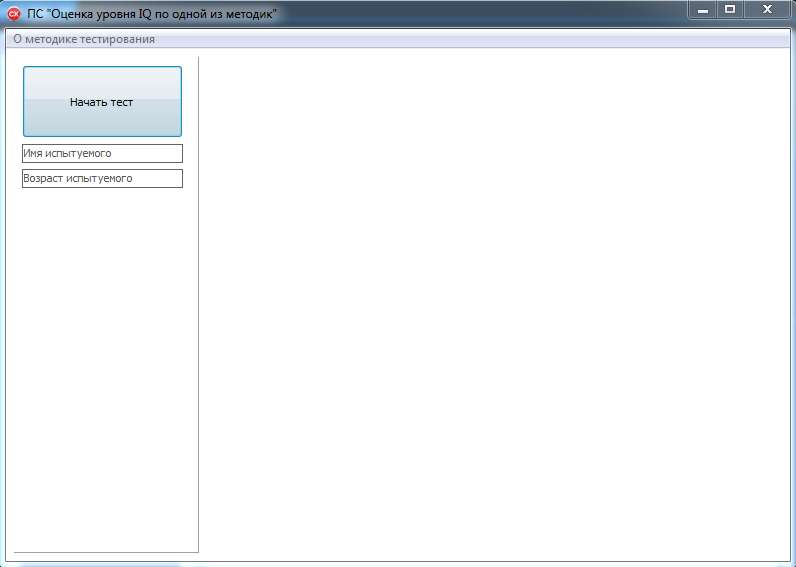 ПС "Оценка уровня IQ по одной из методик"
О методике тестирования
Начать тест
Имя испытуемого
Возраст испытуемого